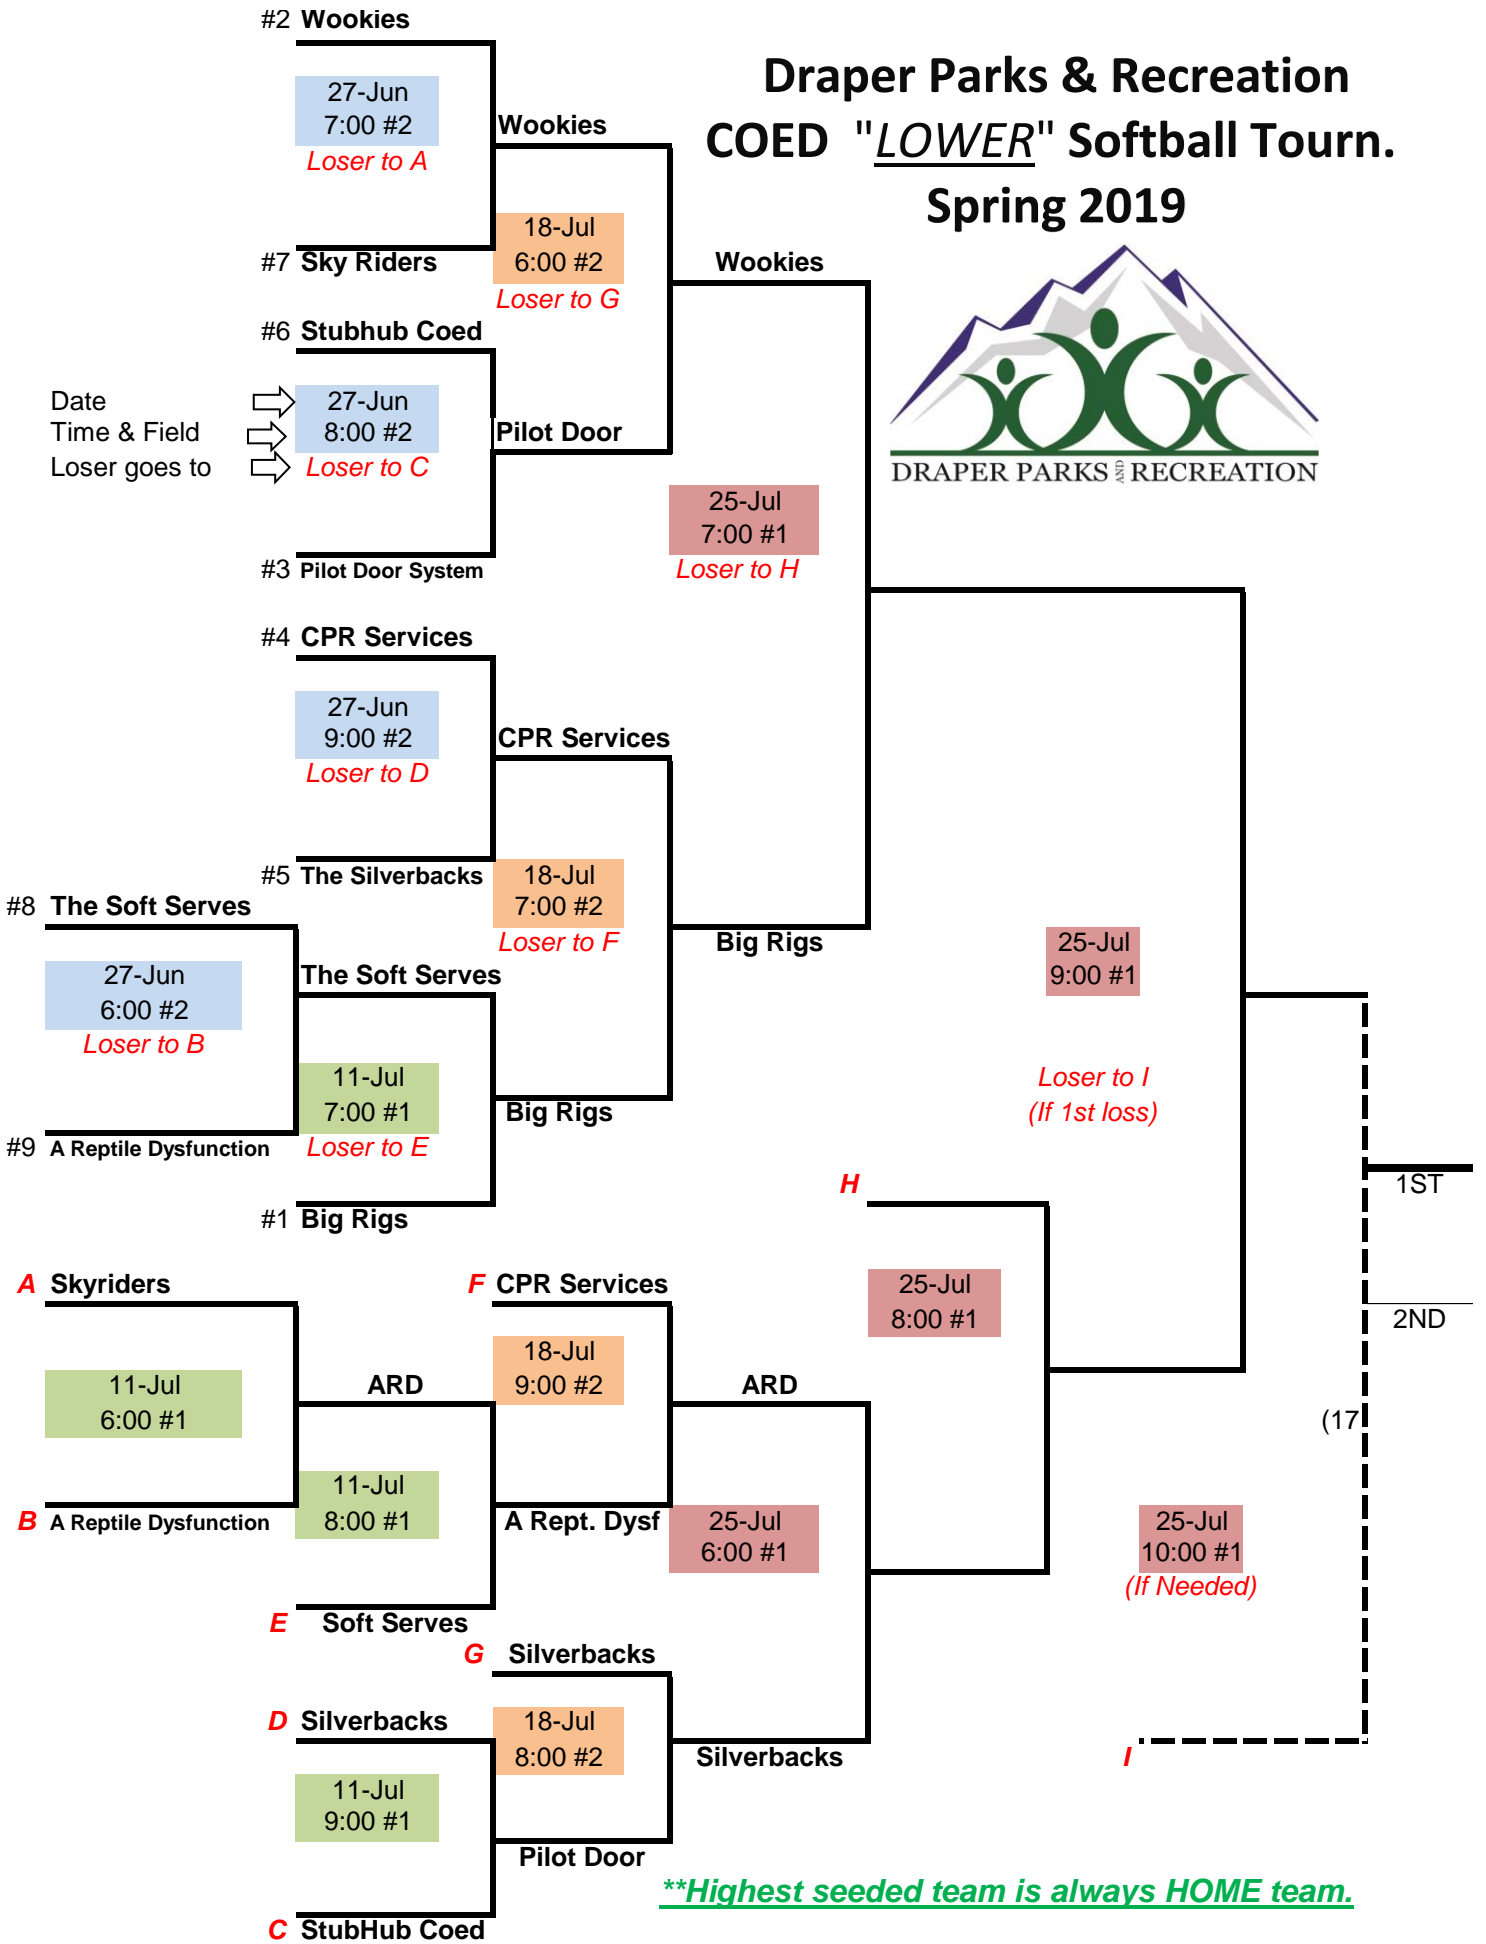 #2 Wookies
Draper Parks & Recreation
COED "LOWER" Softball Tourn.
Spring 2019
27-Jun
7:00 #2
Loser to A
Wookies
#7 Sky Riders
18-Jul
6:00 #2
Loser to G
Wookies
#6 Stubhub Coed
Date
Time & Field
Loser goes to
27-Jun
8:00 #2
Loser to C
Pilot Door
DRAPER PARKS AND RECREATION
25-Jul
7:00 #1
Loser to H
#3 Pilot Door System
#4 CPR Services
27-Jun
9:00 #2
Loser to D
CPR Services
#5 The Silverbacks
18-Jul
7:00 #2
Loser to F
#8 The Soft Serves
Big Rigs
25-Jul
9:00 #1
27-Jun
6:00 #2
Loser to B
The Soft Serves
11-Jul
7:00 #1
Loser to E
Big Rigs
Loser to I
(If 1st loss)
#9 A Reptile Dysfunction
H
1ST
#1 Big Rigs
A Skyriders
F CPR Services
25-Jul
8:00 #1
2ND
18-Jul
9:00 #2
11-Jul
6:00 #1
ARD
ARD
(17
11-Jul
8:00 #1
B A Reptile Dysfunction
A Rept. Dysf
25-Jul
6:00 #1
25-Jul
10:00 #1
(If Needed)
E Soft Serves
G Silverbacks
D Silverbacks
18-Jul
8:00 #2
Silverbacks
I
11-Jul
9:00 #1
Pilot Door
**Highest seeded team is always HOME team.
C StubHub Coed